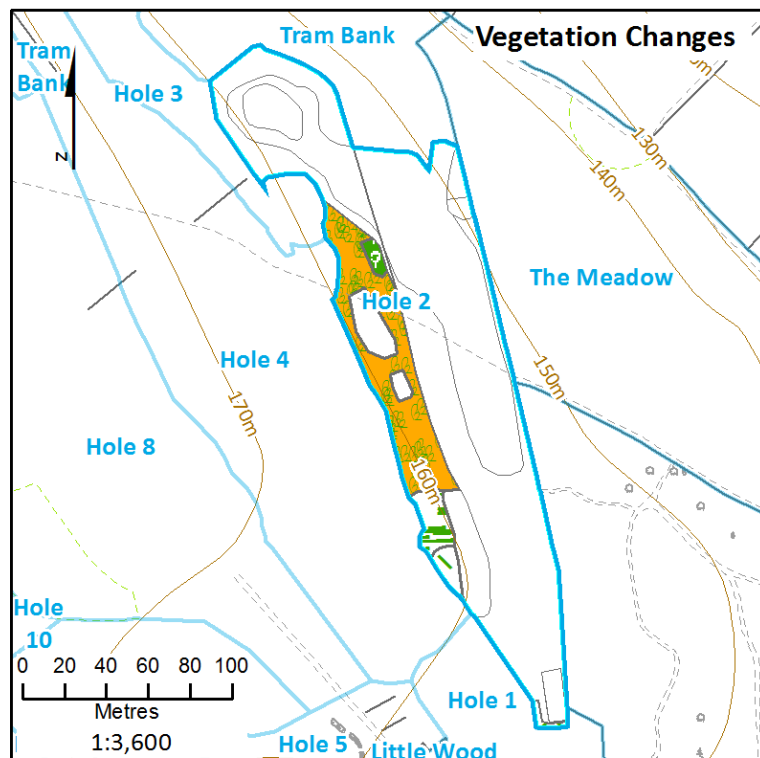 Tram Bank
Vegetation Changes
Tram
Bank
Hole 3
N
130m
140m
The Meadow
Hole 2
Hole 4
150m
170m
Hole 8
160m
Hole
10
0 20 40 60 80 100
Metres
1:3,600
Hole 1
Hole 5
Little Wood